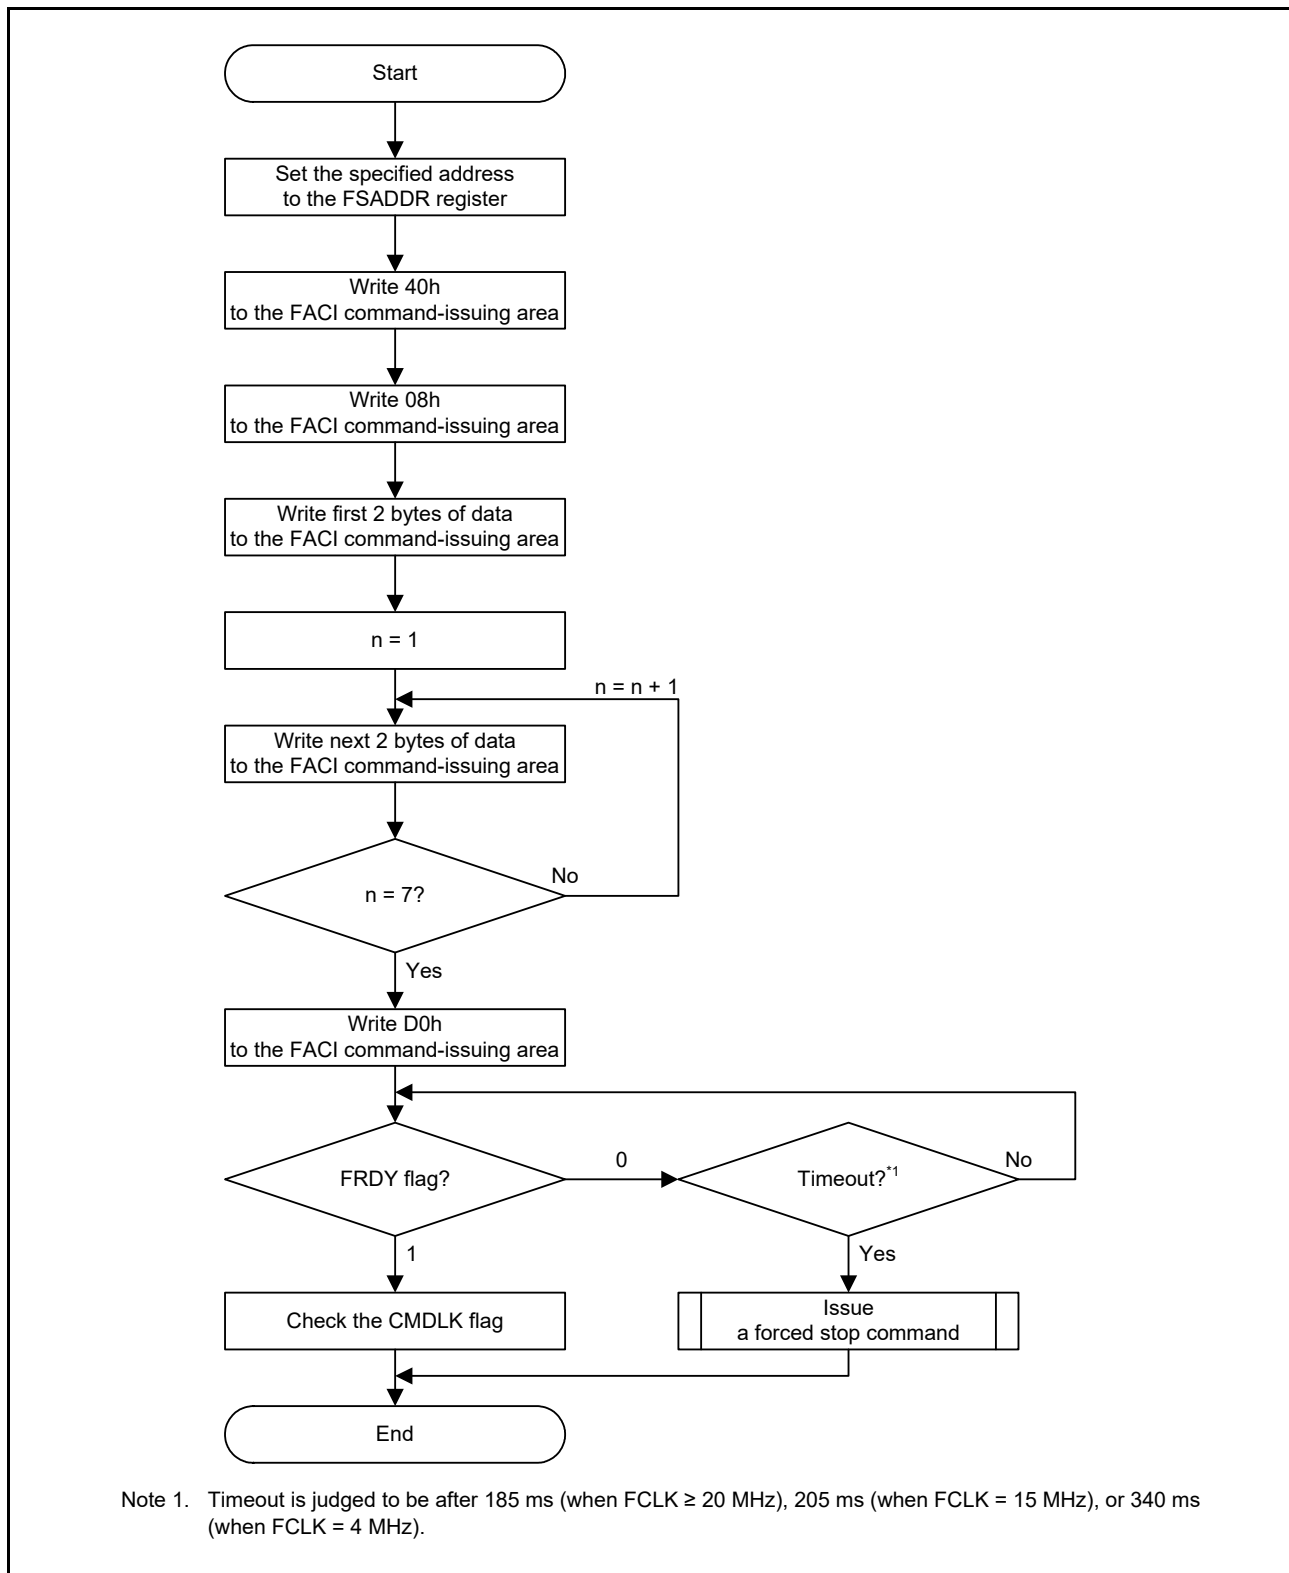 Start
Set the specified address
to the FSADDR register
Write 40h
to the FACI command-issuing area
Write 08h
to the FACI command-issuing area
Write first 2 bytes of data
to the FACI command-issuing area
n = 1
n = n + 1
Write next 2 bytes of data
to the FACI command-issuing area
n = 7?
No
Yes
Write D0h
to the FACI command-issuing area
FRDY flag?
0
Timeout?*1
No
1
Yes
Check the CMDLK flag
Issue
a forced stop command
End
Note 1. Timeout is judged to be after 185 ms (when FCLK ≥ 20 MHz), 205 ms (when FCLK = 15 MHz), or 340 ms
(when FCLK = 4 MHz).